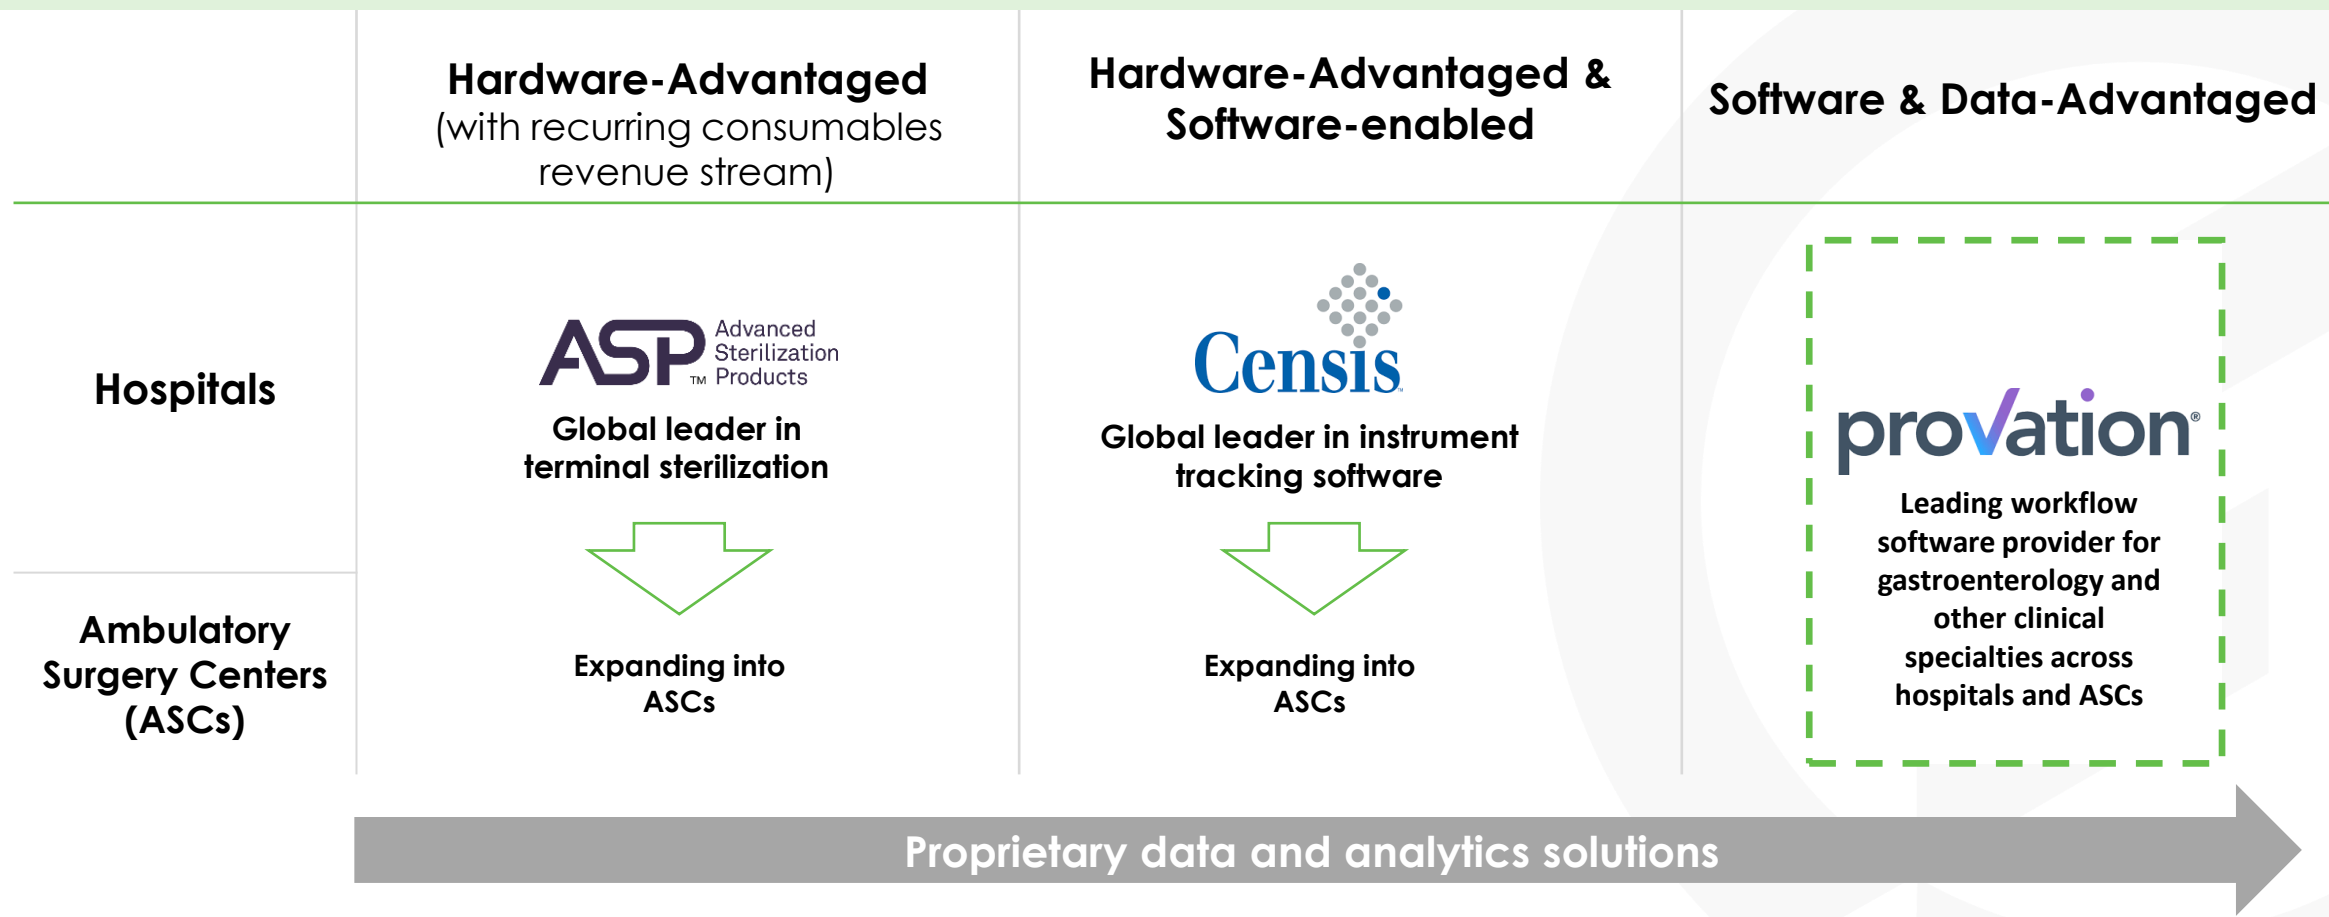 Hardware-Advantaged
(with recurring consumables
revenue stream)
Hardware-Advantaged &
Software-enabled
Software & Data-Advantaged
Hospitals
ASP™ Advanced
Sterilization
Products
Global leader in
terminal sterilization
Censis™
Global leader in instrument
tracking software
provation®
Leading workflow
software provider for
gastroenterology and
other clinical
specialties across
hospitals and ASCs
Ambulatory
Surgery Centers
(ASCs)
Expanding into
ASCs
Expanding into
ASCs
Proprietary data and analytics solutions